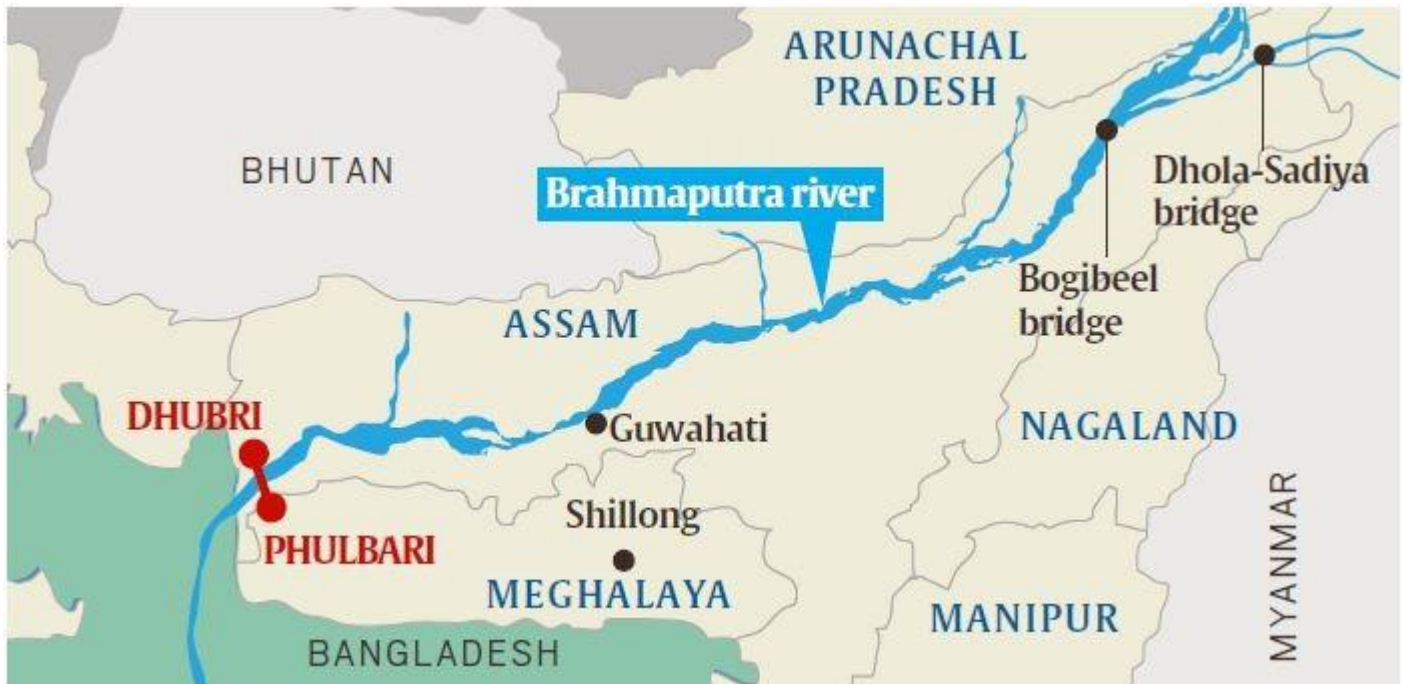 ARUNACHAL
PRADESH
BHUTAN
Dhola-Sadiya
bridge
Brahmaputra river
Bogibeel
bridge
ASSAM
DHUBRI
Guwahati
NAGALAND
Shillong
PHULBARI
MEGHALAYA
MANIPUR
MYANMAR
BANGLADESH